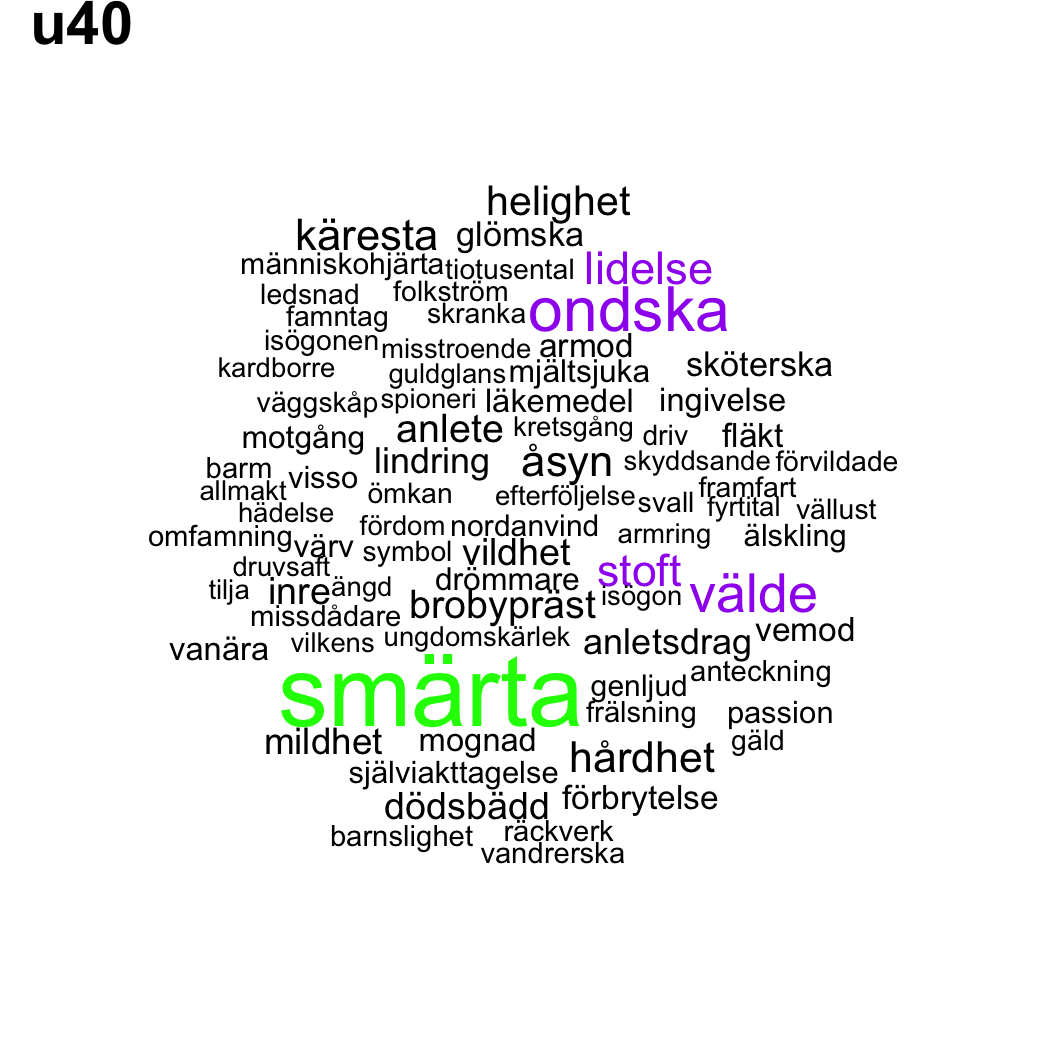 u40
helighet
käresta glömska
människohjärta tiotusental lidelse
ledsnad folkström
famntag skranka ondska
isögonen misstroende armod
kardborre guldglans mjältsjuka sköterska
väggskåp spioneri läkemedel ingivelse
motgång anlete kretsgång driv fläkt
barm visso lindring åsyn skyddsande förvildade
allmakt ömkan efterföljelse svall framfart
hädelse fyrtital vällust
omfamning värv fördom nordanvind armring älskling
druvsaft symbol vildhet
tilja inre ängd drömmare stoft välde
missdådare brobypräst isögon
vanära vilkens ungdomskärlek anletsdrag vemod
smärta genljud anteckning
frälsning passion
mildhet mognad hårdhet gäld
själviakttagelse
dödsbädd förbrytelse
barnslighet räckverk
vandrerska